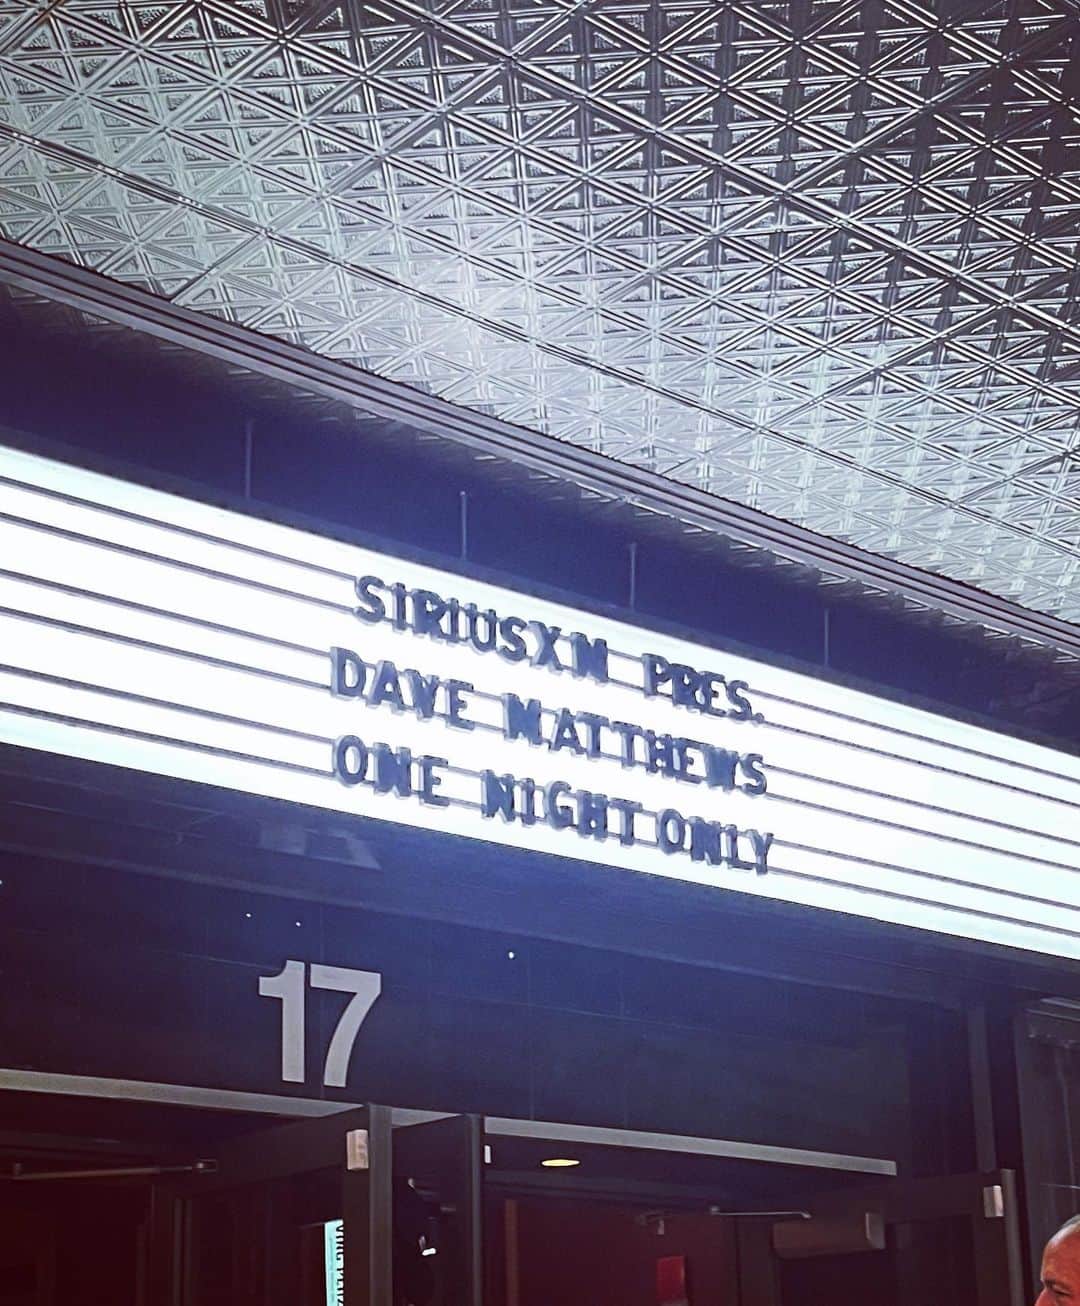 SIRIUSXM PRES.
DAVE MATTHEWS
ONE NIGHT ONLY
17